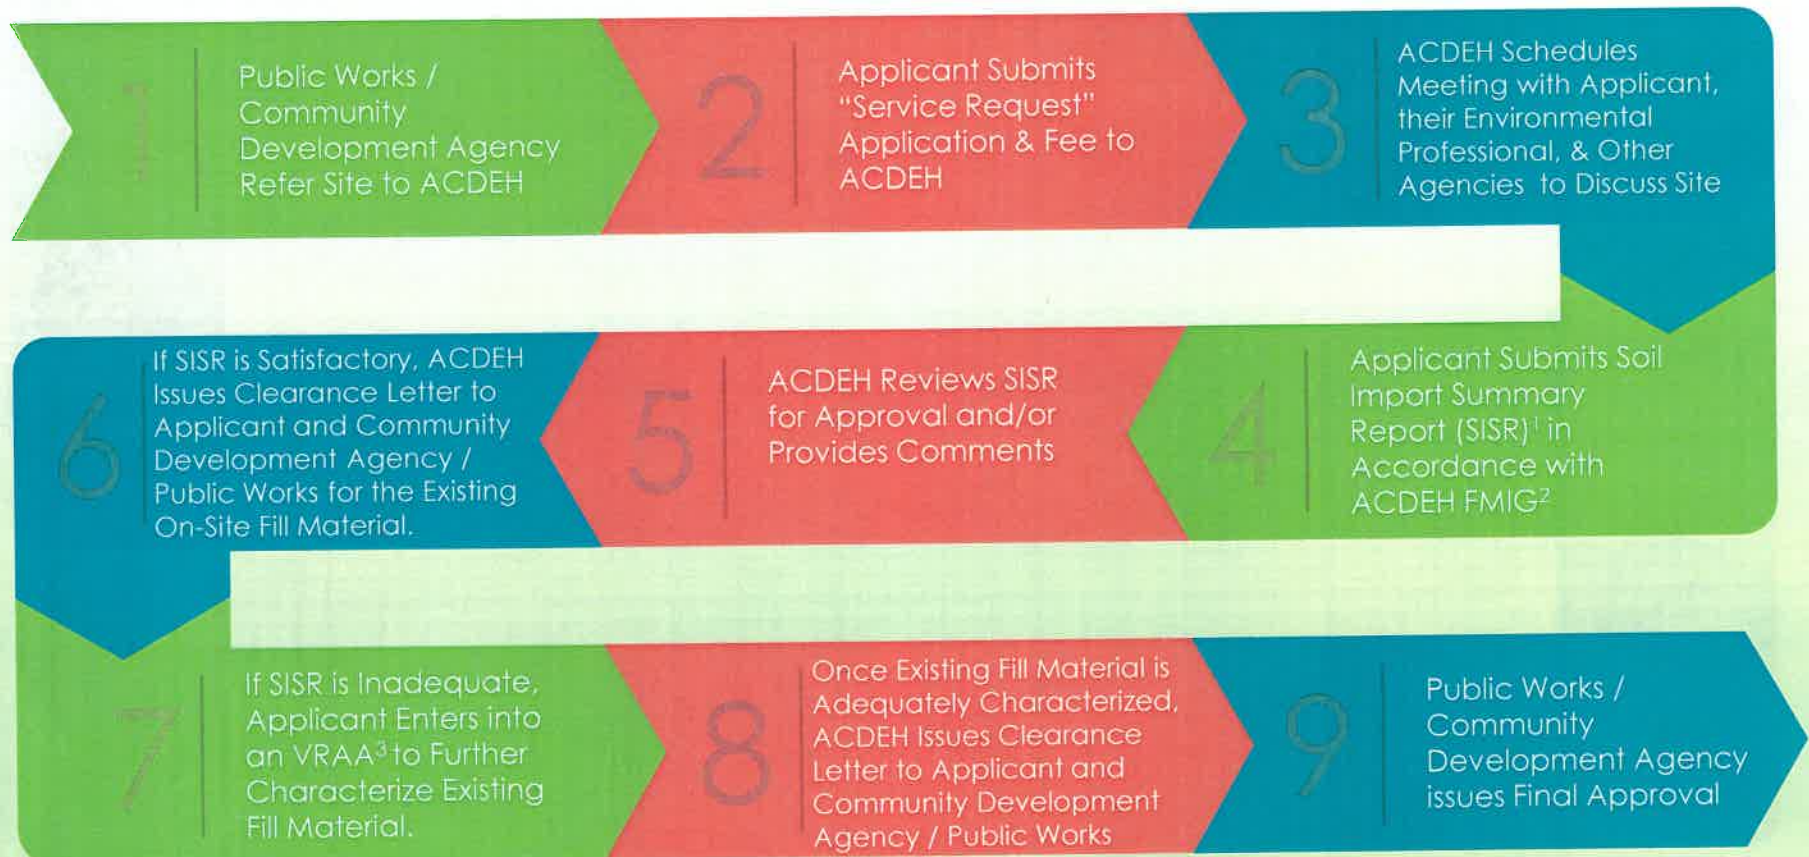 1
Public Works /
Community
Development Agency
Refer Site to ACDEH
2
Applicant Submits
“Service Request”
Application & Fee to
ACDEH
3
ACDEH Schedules
Meeting with Applicant,
their Environmental
Professional, & Other
Agencies to Discuss Site
4
Applicant Submits Soil
Import Summary
Report (SISR)¹ in
Accordance with
ACDEH FMIG²
5
ACDEH Reviews SISR
for Approval and/or
Provides Comments
6
If SISR is Satisfactory, ACDEH
Issues Clearance Letter to
Applicant and Community
Development Agency /
Public Works for the Existing
On-Site Fill Material.
7
If SISR is Inadequate,
Applicant Enters into
an VRAA³ to Further
Characterize Existing
Fill Material.
8
Once Existing Fill Material is
Adequately Characterized,
ACDEH Issues Clearance
Letter to Applicant and
Community Development
Agency / Public Works
9
Public Works /
Community
Development Agency
issues Final Approval